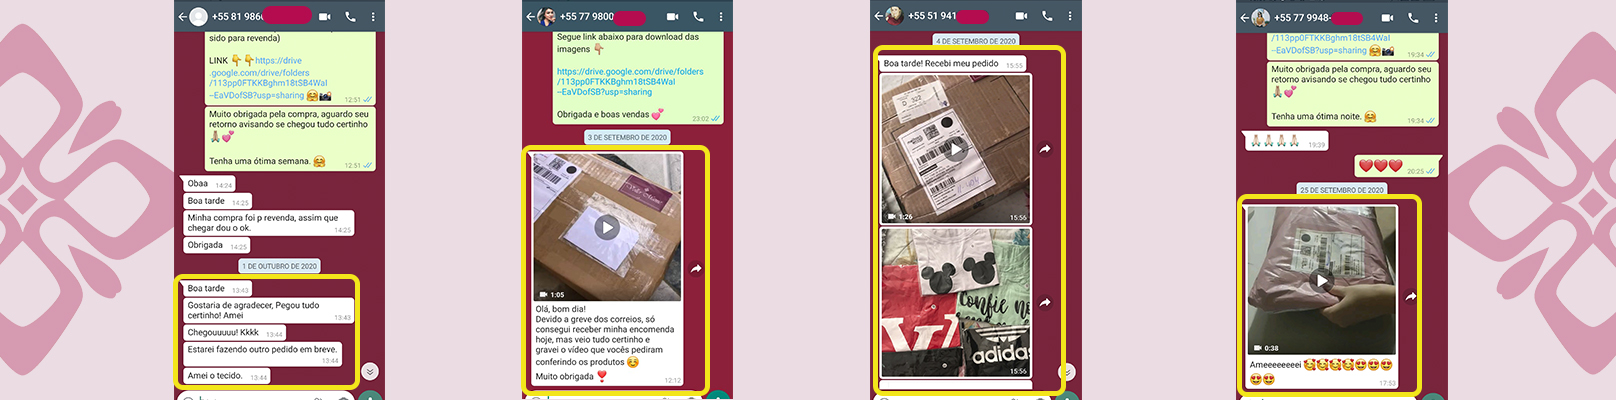 +55 81 986
sido para revenda)
LINK 👇👇https://drive
.google.com/drive/folders
/113pp0FTKKBghm18tSB4WaI
–EaVDofSB?usp=sharing 🤗📸
12:51
Muito obrigada pela compra, aguardo seu
retorno avisando se chegou tudo certinho
🙏💕
Tenha uma ótima semana. 🤗
12:51
Obaa 14:24
Boa tarde 14:25
Minha compra foi p revenda, assim que
chegar dou o ok. 14:25
Obrigada 14:25
1 DE OUTUBRO DE 2020
Boa tarde 13:43
Gostaria de agradecer, Pegou tudo
certinho! Amei 13:43
Chegouuuuu! Kkkk 13:44
Estarei fazendo outro pedido em breve.
13:44
Amei o tecido. 13:44
+55 77 9800
Segue link abaixo para download das
imagens 👇
https://drive.google.com/drive/folders
/113pp0FTKKBghm18tSB4WaI
–EaVDofSB?usp=sharing
Obrigada e boas vendas 💕
23:02
3 DE SETEMBRO DE 2020
1:05
Olá, bom dia!
Devido a greve dos correios, só
consegui receber minha encomenda
hoje, mas veio tudo certinho e
gravei o vídeo que vocês pediram
conferindo os produtos ☺️
Muito obrigada ❣️
12:12
+55 51 941
4 DE SETEMBRO DE 2020
Boa tarde! Recebi meu pedido 15:55
D 322
1:26
15:56
Confie no
adidas
15:56
+55 77 9948-
/113pp0FTKKBghm18tSB4WaI
–EaVDofSB?usp=sharing 🤗📸
19:34
Muito obrigada pela compra, aguardo seu
retorno avisando se chegou tudo certinho
🙏💕
Tenha uma ótima noite. 🤗
19:34
🙏🙏🙏🙏 19:39
❤️❤️❤️ 20:25
25 DE SETEMBRO DE 2020
0:38
Ameeeeeeeei 🥰🥰🥰🥰😍😍😍
😍😍
17:53